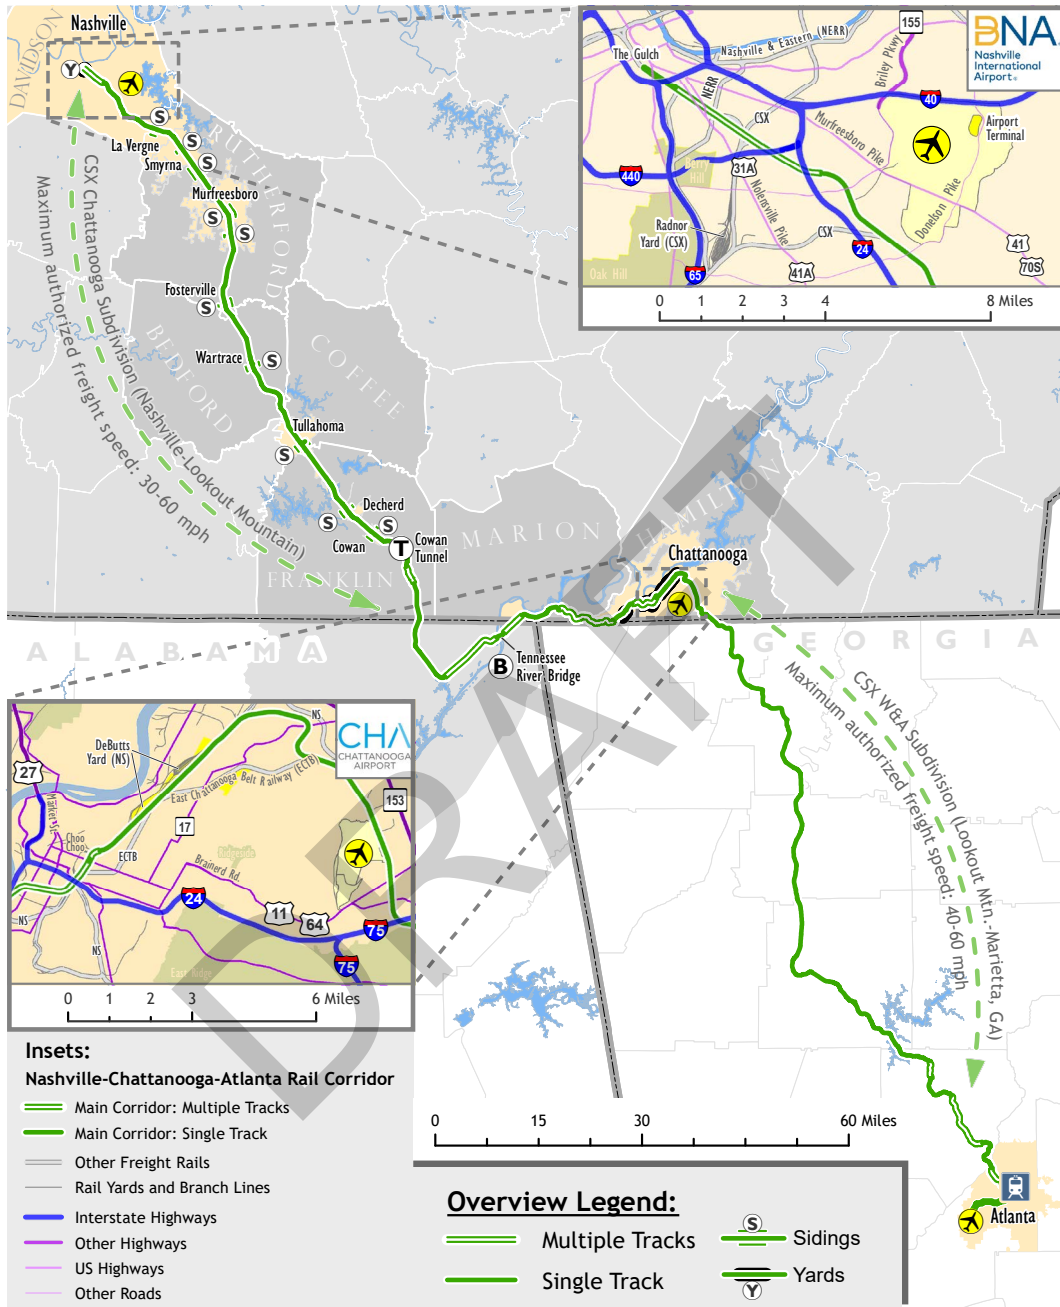 Nashville
DAVIDSON
Y
S
La Vergne
S
Smyrna
S
RUTHERFORD
Murfreesboro
S
S
Fosterville
S
BEDFORD
Wartrace
S
COFFEE
Tullahoma
S
Decherd
S
S
Cowan
T
Cowan
Tunnel
FRANKLIN
MARION
HAMILTON
Chattanooga
CSX Chattanooga Subdivision (Nashville-Lookout Mountain)
Maximum authorized freight speed: 30-60 mph
ALABAMA
GEORGIA
B
Tennessee
River Bridge
CSX W&A Subdivision (Lookout Mtn.-Marietta, GA)
Maximum authorized freight speed: 40-60 mph
Atlanta
DRAFT
BNA
Nashville
International
Airport
155
The Gulch
Nashville & Eastern (NERR)
Briley Pkwy
NERR
40
CSX
Murfreesboro Pike
Airport
Terminal
440
31A
Nolensville Pike
Donelson Pike
Radnor
Yard (CSX)
CSX
Oak Hill
65
41A
24
41
70S
0 1 2 3 4 8 Miles
CHA
CHATTANOOGA
AIRPORT
NS
DeButts
Yard (NS)
27
East Chattanooga Belt Railway (ECTB)
153
Market St.
17
Choo
Choo
ECTB
Ridgeside
Brainerd Rd.
24
11
64
75
NS
NS
75
East Ridge
0 1 2 3 6 Miles
Insets:
Nashville-Chattanooga-Atlanta Rail Corridor
Main Corridor: Multiple Tracks
Main Corridor: Single Track
Other Freight Rails
Rail Yards and Branch Lines
Interstate Highways
Other Highways
US Highways
Other Roads
0 15 30 60 Miles
Overview Legend:
Multiple Tracks
Single Track
S
Sidings
Yards
Y